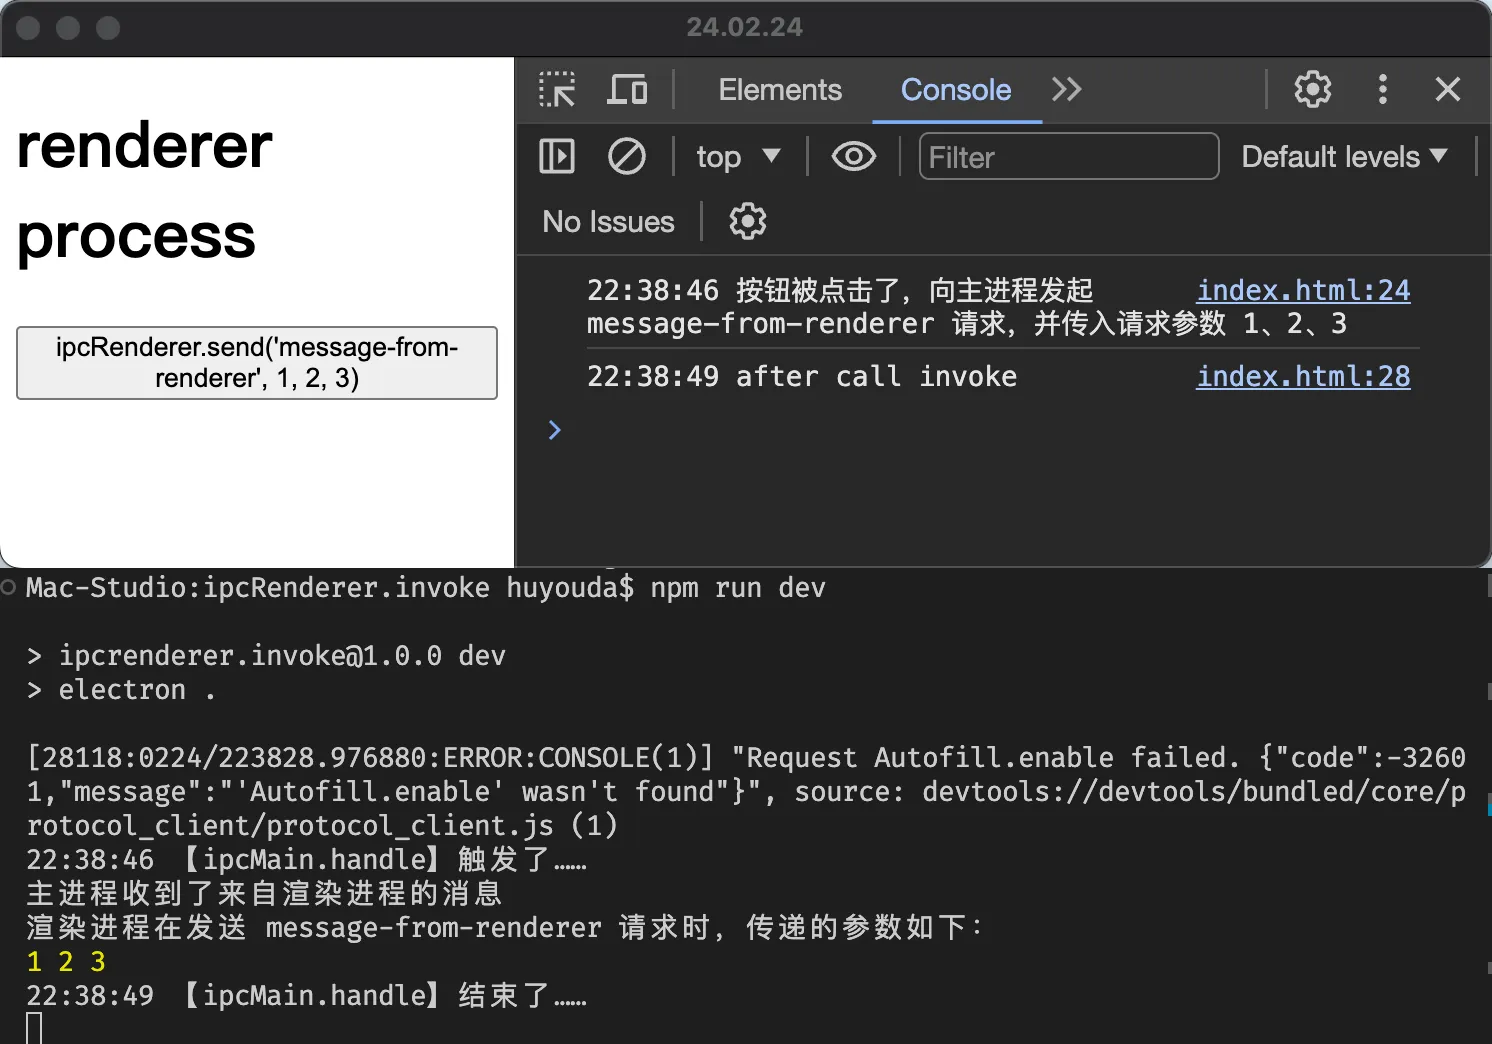 24.02.24
renderer
process
ipcRenderer.send('message-from-
renderer', 1, 2, 3)
Elements Console
top Filter Default levels
No Issues
22:38:46 按钮被点击了，向主进程发起 index.html:24
message-from-renderer 请求，并传入请求参数 1、2、3
22:38:49 after call invoke index.html:28
>
Mac-Studio:ipcRenderer.invoke huyouda$ npm run dev
> ipcrenderer.invoke@1.0.0 dev
> electron .
[28118:0224/223828.976880:ERROR:CONSOLE(1)] "Request Autofill.enable failed. {"code":-3260
1,"message":"'Autofill.enable' wasn't found"}", source: devtools://devtools/bundled/core/p
rotocol_client/protocol_client.js (1)
22:38:46 【ipcMain.handle】触发了……
主进程收到了来自渲染进程的消息
渲染进程在发送 message-from-renderer 请求时，传递的参数如下：
1 2 3
22:38:49 【ipcMain.handle】结束了……